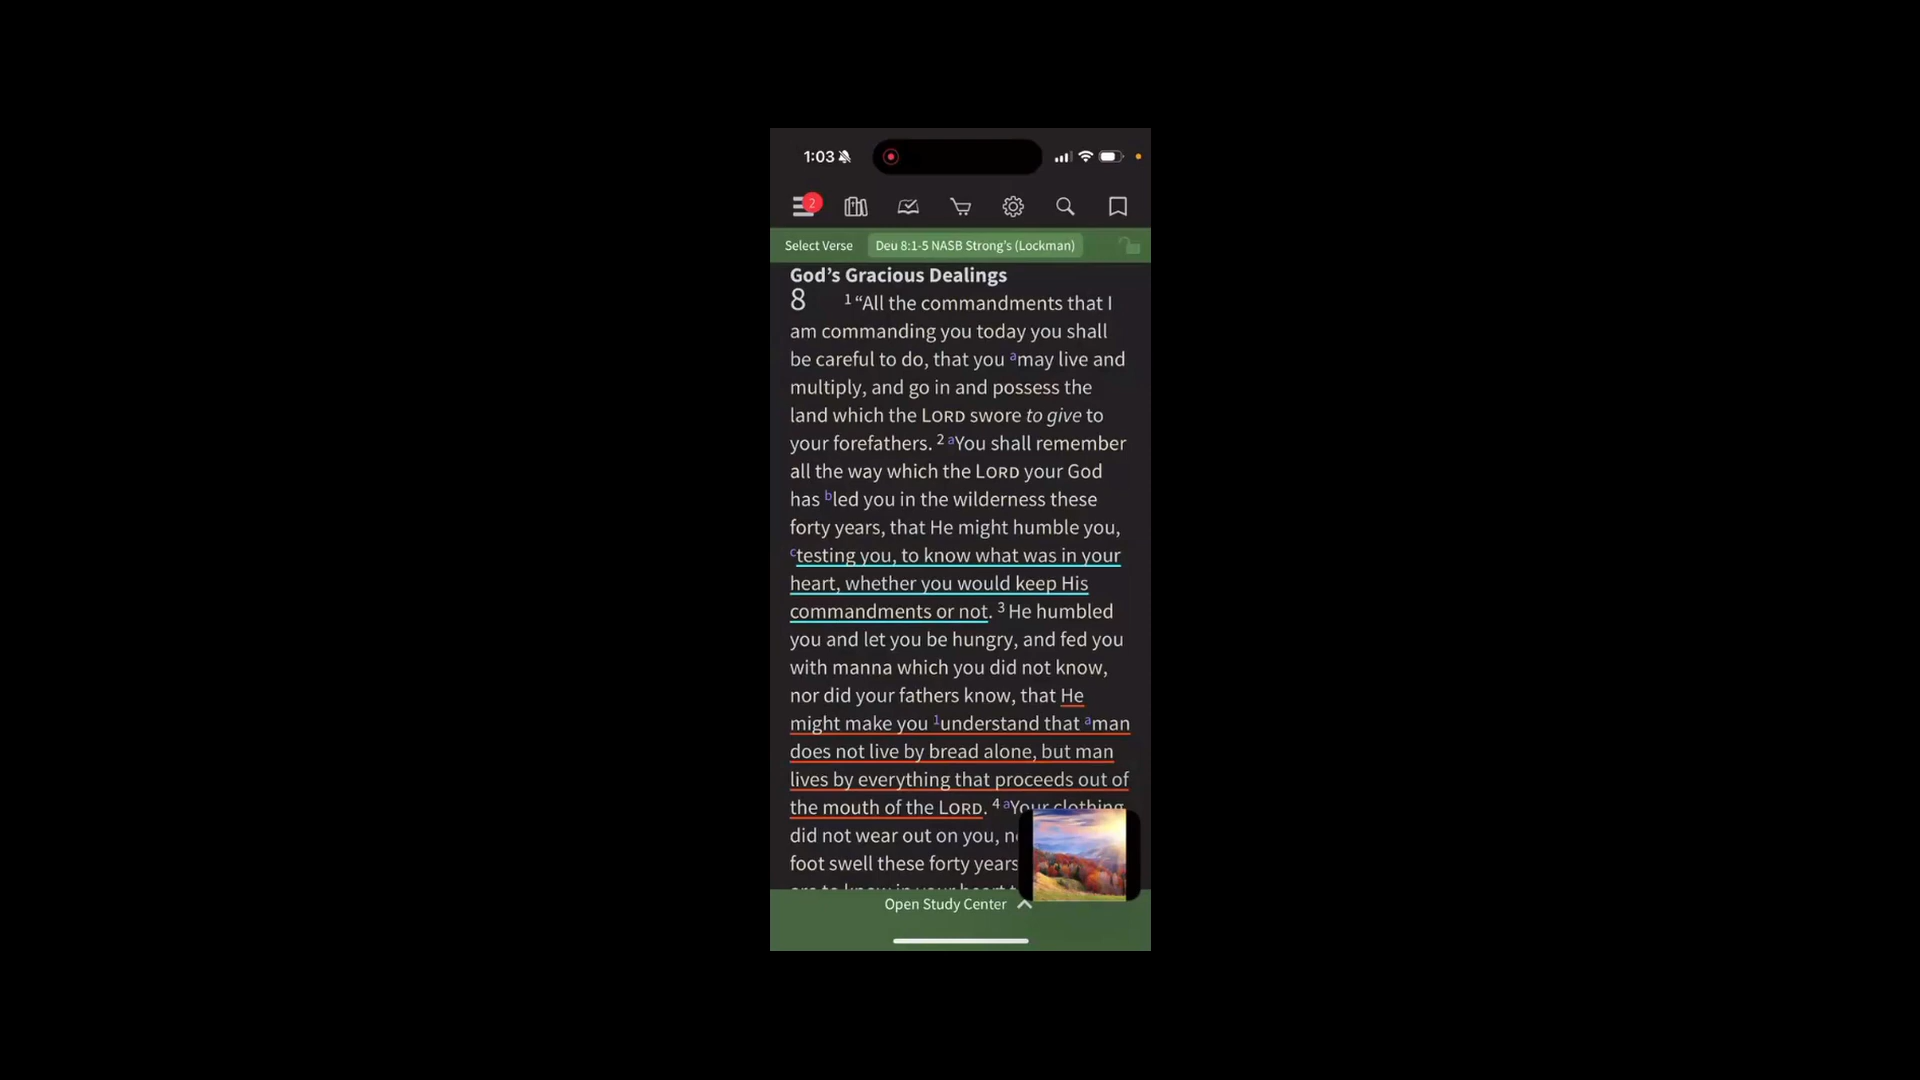 1:03
2
Select Verse Deu 8:1-5 NASB Strong's (Lockman)
God's Gracious Dealings
8 1 “All the commandments that I
am commanding you today you shall
be careful to do, that you a may live and
multiply, and go in and possess the
land which the LORD swore to give to
your forefathers. 2 a You shall remember
all the way which the LORD your God
has b led you in the wilderness these
forty years, that He might humble you,
c testing you, to know what was in your
heart, whether you would keep His
commandments or not. 3 He humbled
you and let you be hungry, and fed you
with manna which you did not know,
nor did your fathers know, that He
might make you 1 understand that a man
does not live by bread alone, but man
lives by everything that proceeds out of
the mouth of the LORD. 4 a Your clothing
did not wear out on you,
foot swell these forty years
Open Study Center